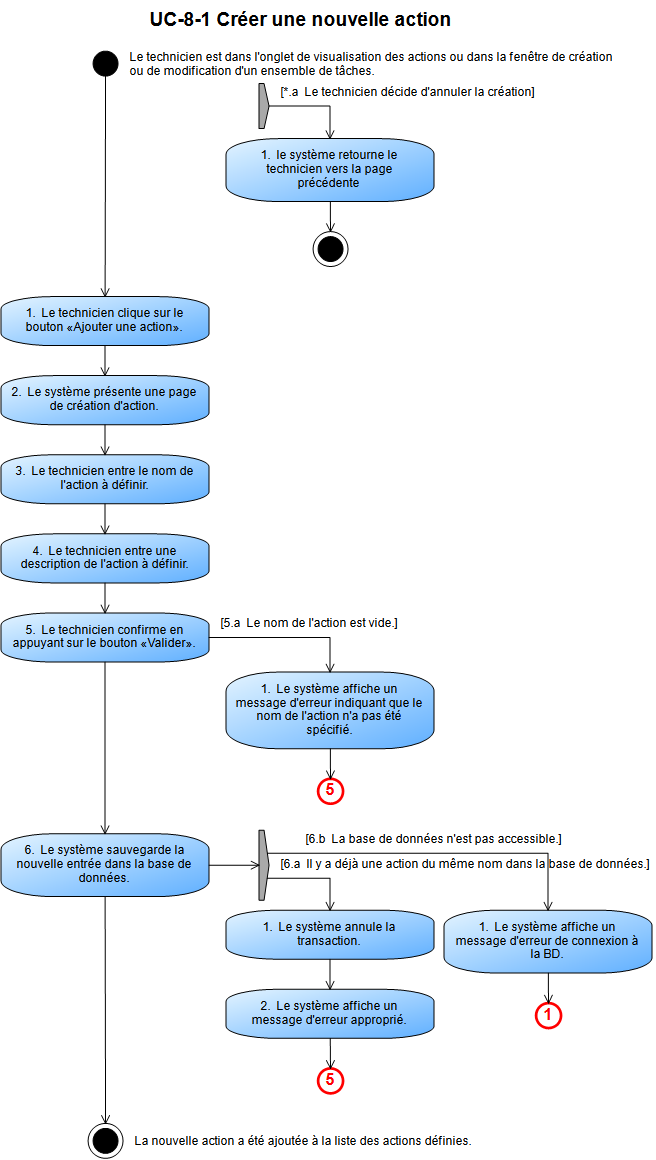 UC-8-1 Créer une nouvelle action
Le technicien est dans l'onglet de visualisation des actions ou dans la fenêtre de création
ou de modification d'un ensemble de tâches.
[*.a Le technicien décide d'annuler la création]
1. le système retourne le
technicien vers la page
précédente
1. Le technicien clique sur le
bouton «Ajouter une action».
2. Le système présente une page
de création d'action.
3. Le technicien entre le nom de
l'action à définir.
4. Le technicien entre une
description de l'action à définir.
5. Le technicien confirme en
appuyant sur le bouton «Valider».
[5.a Le nom de l'action est vide.]
1. Le système affiche un
message d'erreur indiquant que le
nom de l'action n'a pas été
spécifié.
5
6. Le système sauvegarde la
nouvelle entrée dans la base de
données.
[6.b La base de données n'est pas accessible.]
[6.a Il y a déjà une action du même nom dans la base de données.]
1. Le système annule la
transaction.
1. Le système affiche un
message d'erreur de connexion à
la BD.
2. Le système affiche un
message d'erreur approprié.
1
5
La nouvelle action a été ajoutée à la liste des actions définies.